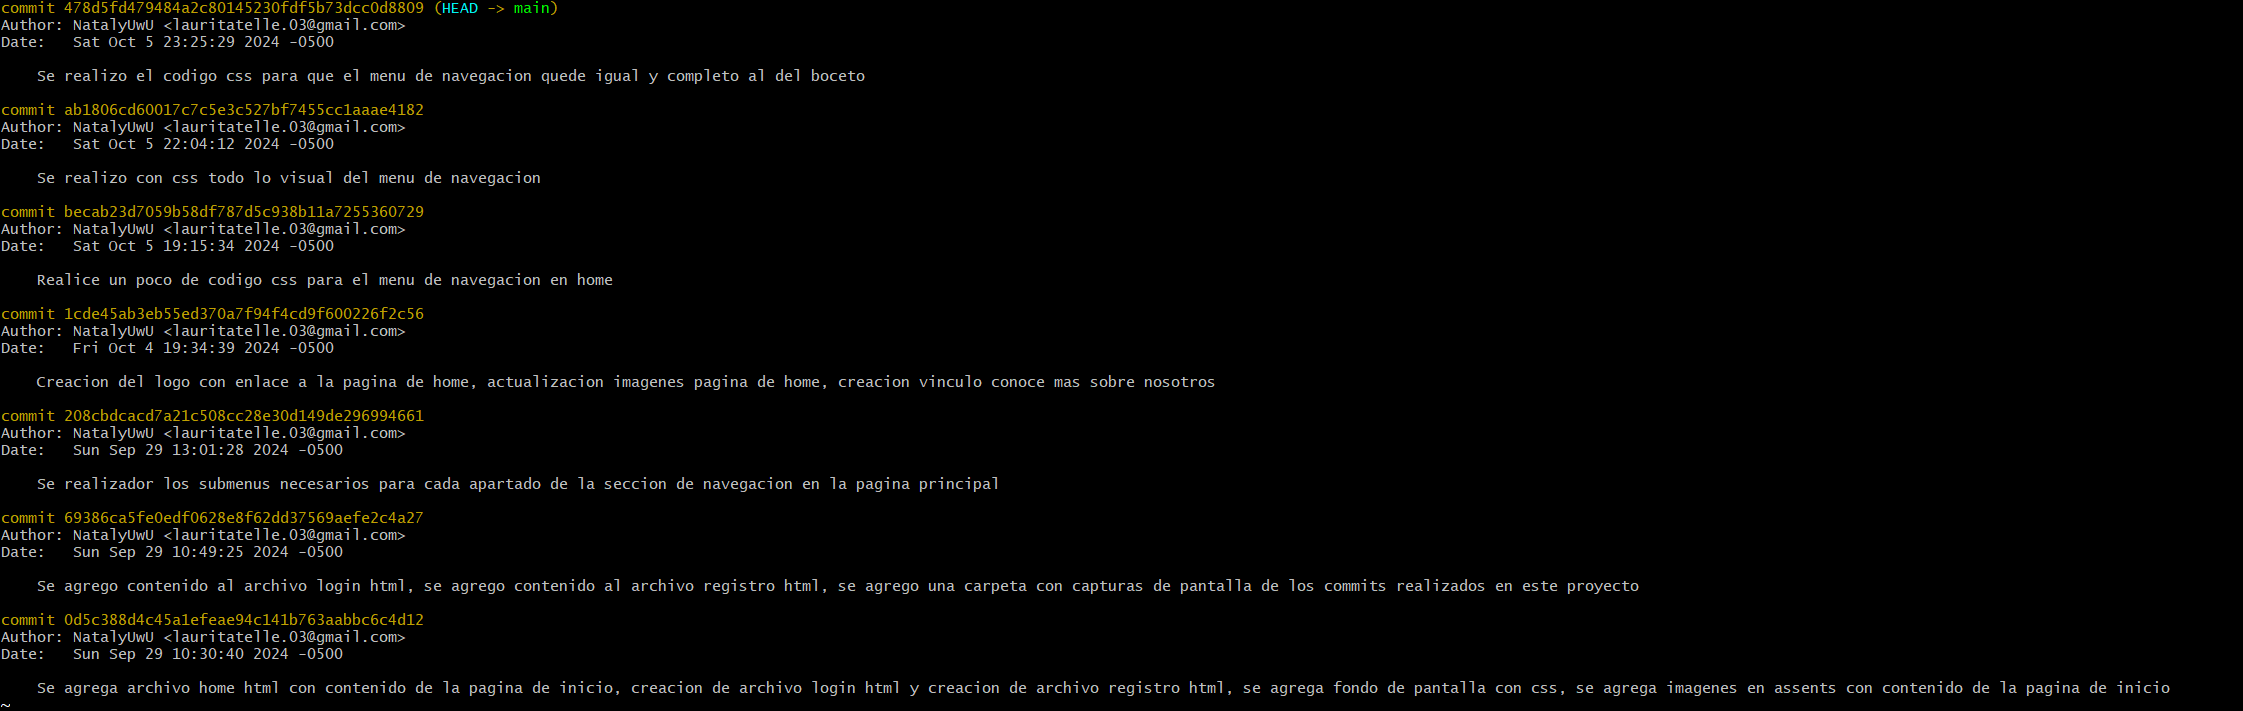 commit 478d5fd479484a2c80145230fdf5b73dcc0d8809 (HEAD -> main)
Author: NatalyUwU <lauritatelle.03@gmail.com>
Date:   Sat Oct 5 23:25:29 2024 -0500
    Se realizo el codigo css para que el menu de navegacion quede igual y completo al del boceto
commit ab1806cd60017c7c5e3c527bf7455cc1aaae4182
Author: NatalyUwU <lauritatelle.03@gmail.com>
Date:   Sat Oct 5 22:04:12 2024 -0500
    Se realizo con css todo lo visual del menu de navegacion
commit becab23d7059b58df787d5c938b11a7255360729
Author: NatalyUwU <lauritatelle.03@gmail.com>
Date:   Sat Oct 5 19:15:34 2024 -0500
    Realice un poco de codigo css para el menu de navegacion en home
commit 1cde45ab3eb55ed370a7f94f4cd9f600226f2c56
Author: NatalyUwU <lauritatelle.03@gmail.com>
Date:   Fri Oct 4 19:34:39 2024 -0500
    Creacion del logo con enlace a la pagina de home, actualizacion imagenes pagina de home, creacion vinculo conoce mas sobre nosotros
commit 208cbdcacd7a21c508cc28e30d149de296994661
Author: NatalyUwU <lauritatelle.03@gmail.com>
Date:   Sun Sep 29 13:01:28 2024 -0500
    Se realizador los submenus necesarios para cada apartado de la seccion de navegacion en la pagina principal
commit 69386ca5fe0edf0628e8f62dd37569aefe2c4a27
Author: NatalyUwU <lauritatelle.03@gmail.com>
Date:   Sun Sep 29 10:49:25 2024 -0500
    Se agrego contenido al archivo login html, se agrego contenido al archivo registro html, se agrego una carpeta con capturas de pantalla de los commits realizados en este proyecto
commit 0d5c388d4c45a1efeae94c141b763aabbc6c4d12
Author: NatalyUwU <lauritatelle.03@gmail.com>
Date:   Sun Sep 29 10:30:40 2024 -0500
    Se agrega archivo home html con contenido de la pagina de inicio, creacion de archivo login html y creacion de archivo registro html, se agrega fondo de pantalla con css, se agrega imagenes en assents con contenido de la pagina de inicio
~